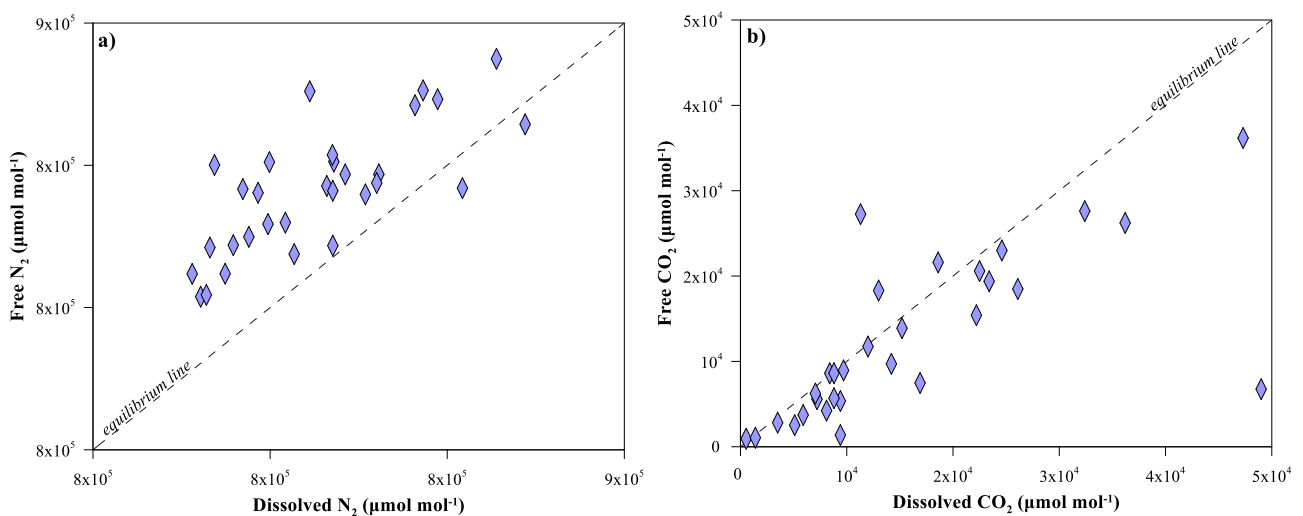 a)
9x10⁵
8x10⁵
8x10⁵
8x10⁵
Free N₂ (µmol mol⁻¹)
equilibrium line
8x10⁵
8x10⁵
8x10⁵
9x10⁵
Dissolved N₂ (µmol mol⁻¹)
b)
5x10⁴
4x10⁴
3x10⁴
2x10⁴
10⁴
0
Free CO₂ (µmol mol⁻¹)
equilibrium line
0
10⁴
2x10⁴
3x10⁴
4x10⁴
5x10⁴
Dissolved CO₂ (µmol mol⁻¹)